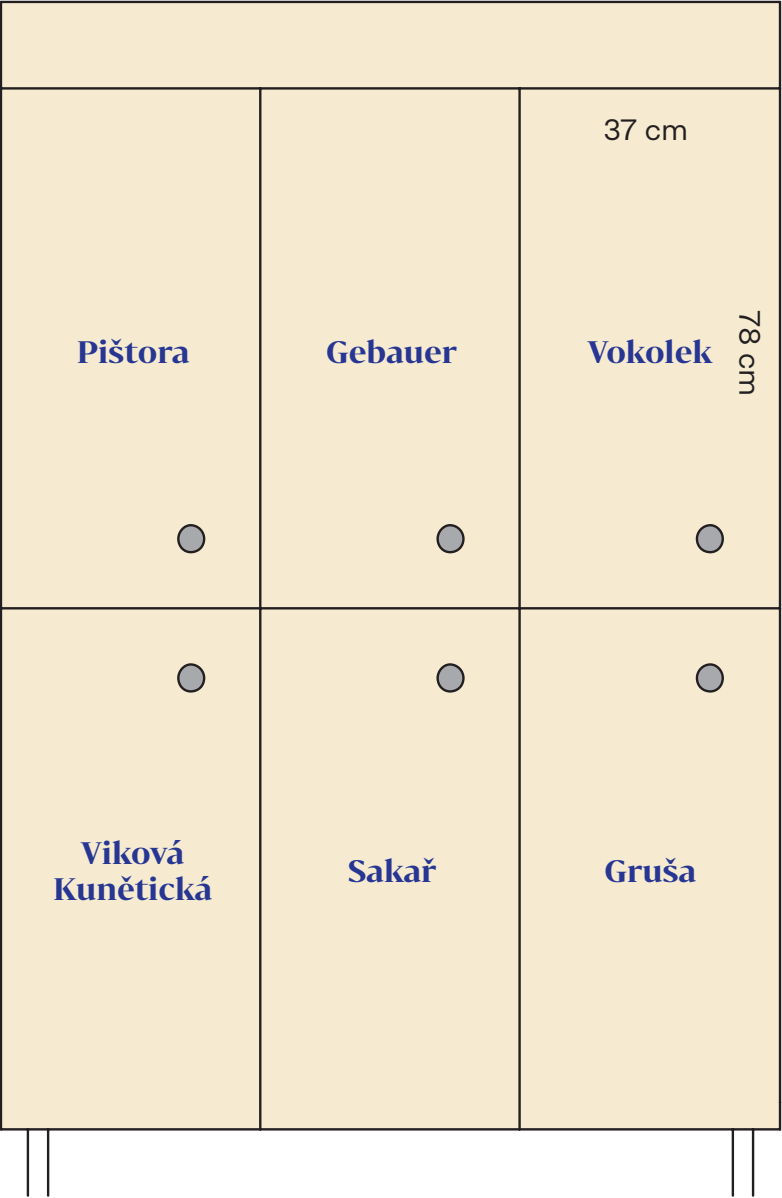 37 cm
Pištora
Gebauer
Vokolek
78 cm
Viková
Kunětická
Sakař
Gruša